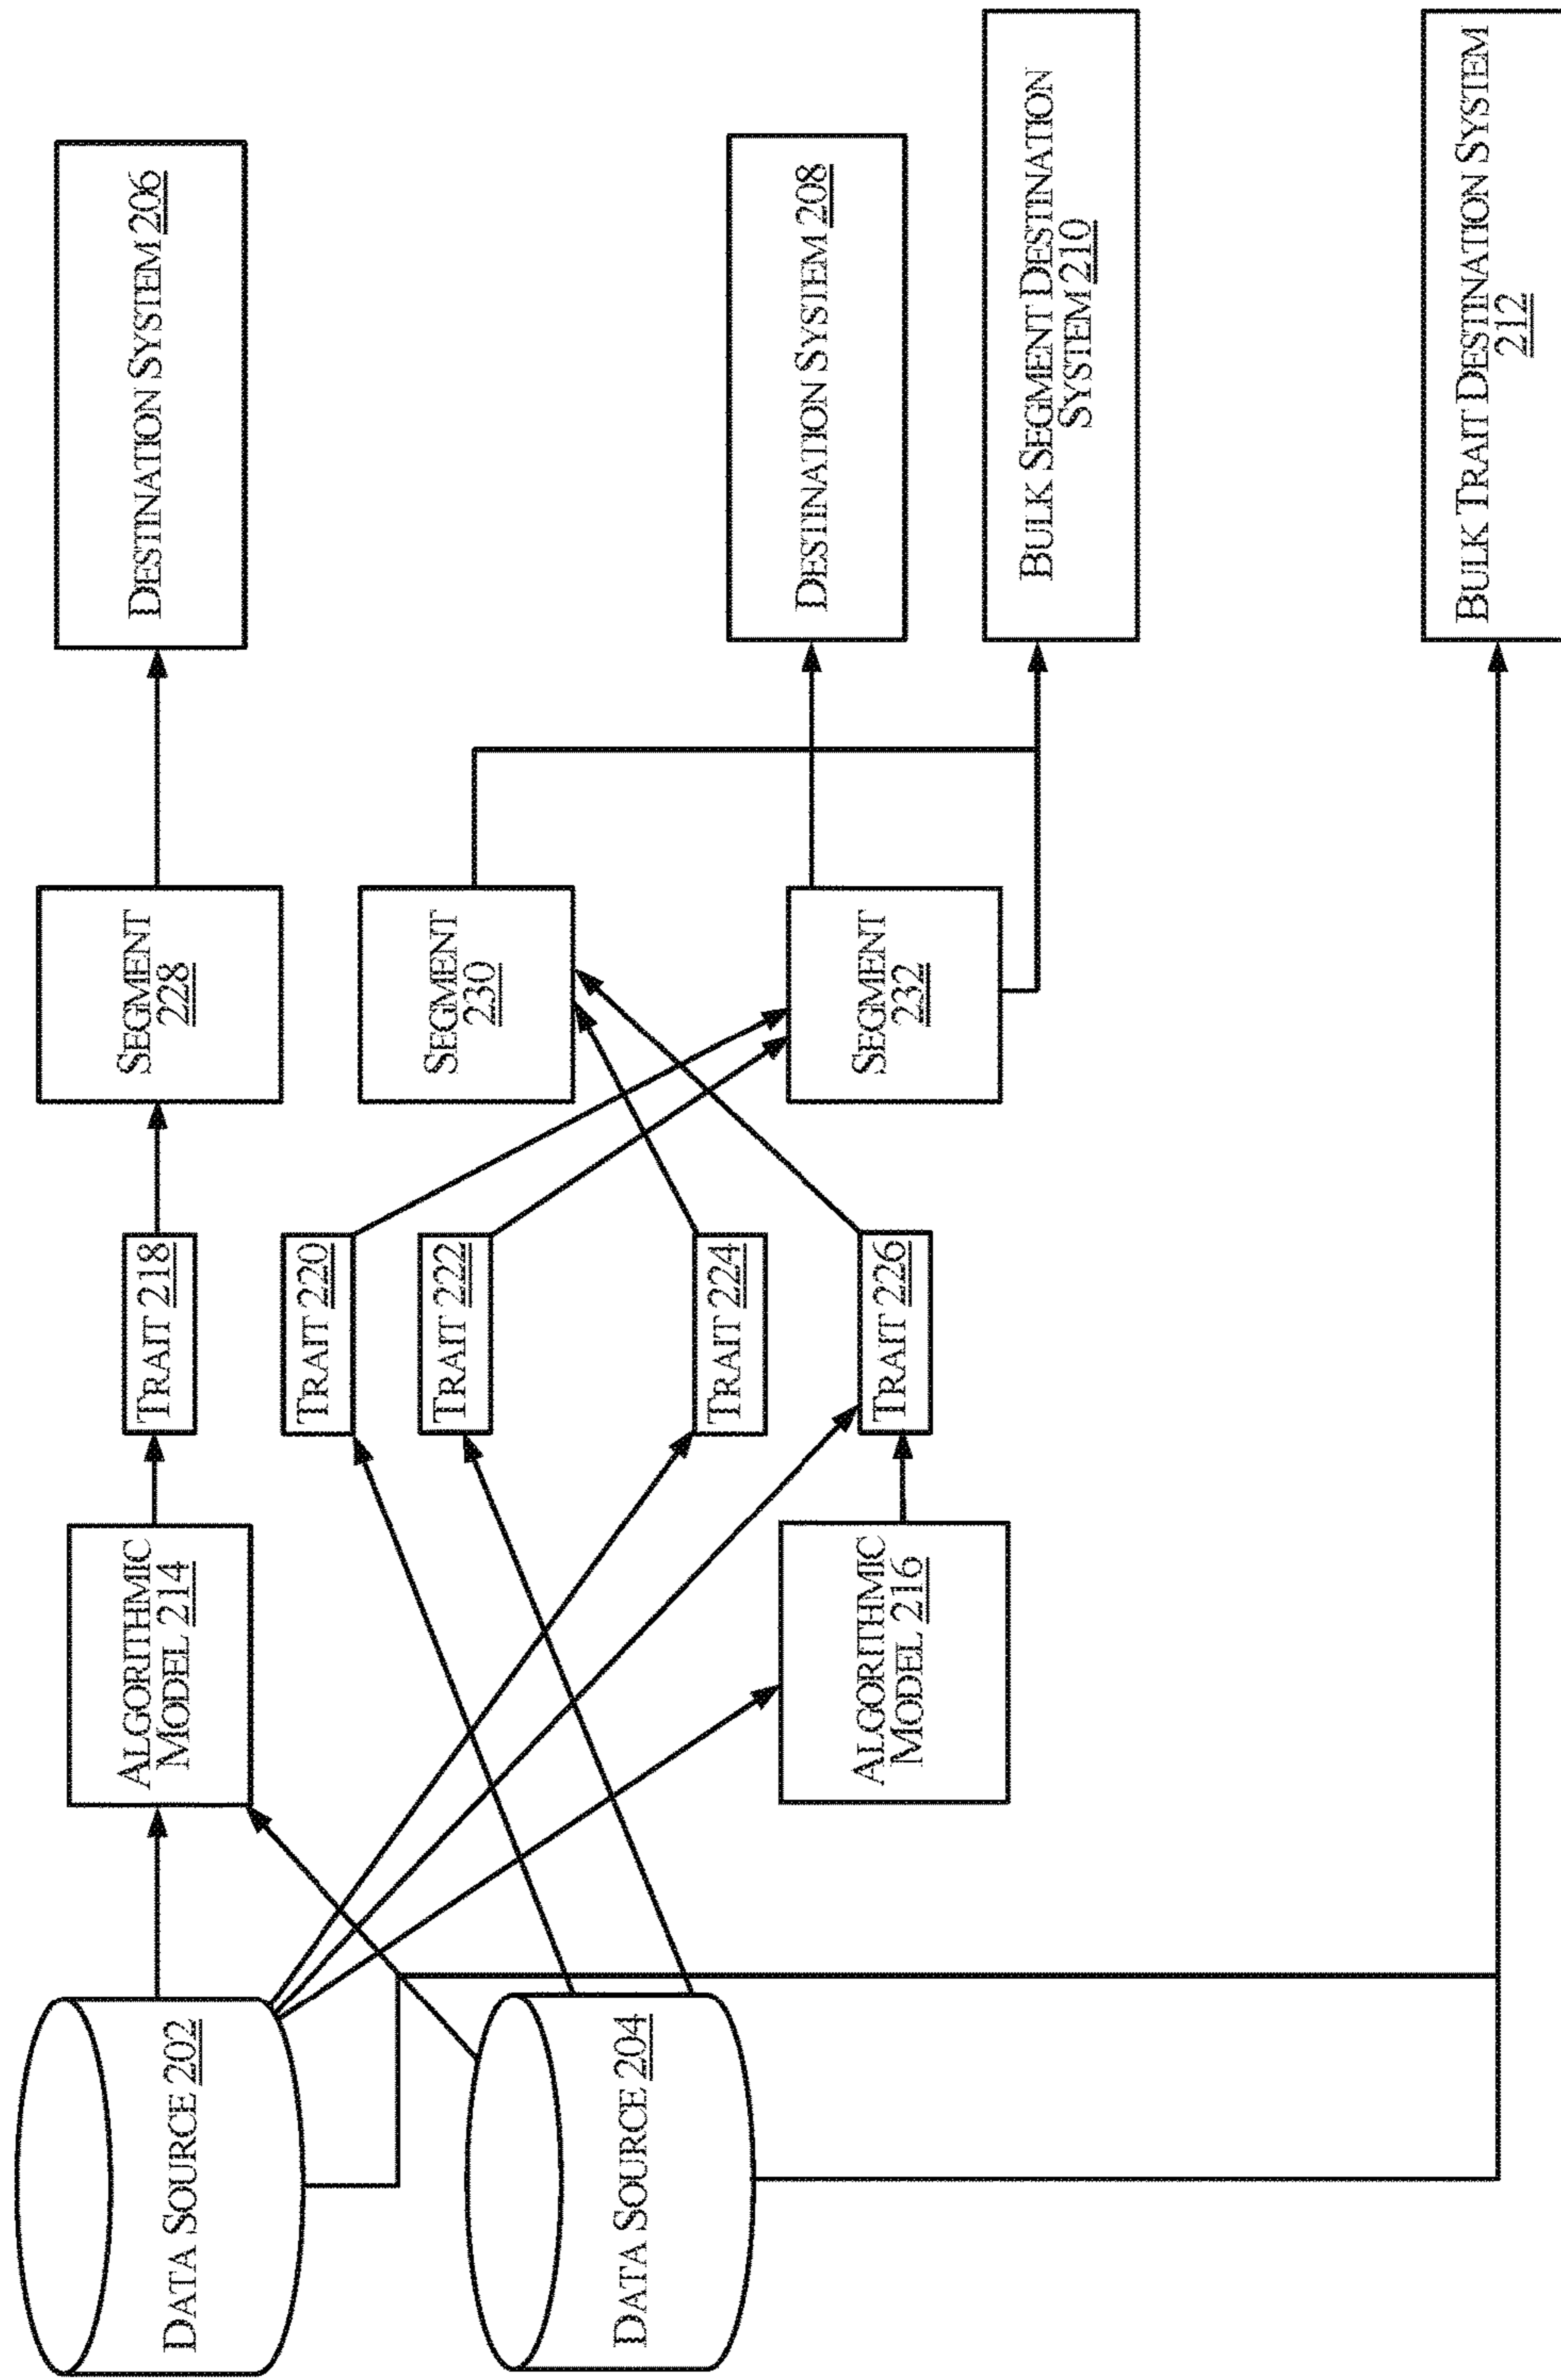 DATA SOURCE 202
DATA SOURCE 204
ALGORITHMIC
MODEL 214
ALGORITHMIC
MODEL 216
TRAIT 218
TRAIT 220
TRAIT 222
TRAIT 224
TRAIT 226
SEGMENT
228
SEGMENT
230
SEGMENT
232
DESTINATION SYSTEM 206
DESTINATION SYSTEM 208
BULK SEGMENT DESTINATION
SYSTEM 210
BULK TRAIT DESTINATION SYSTEM
212